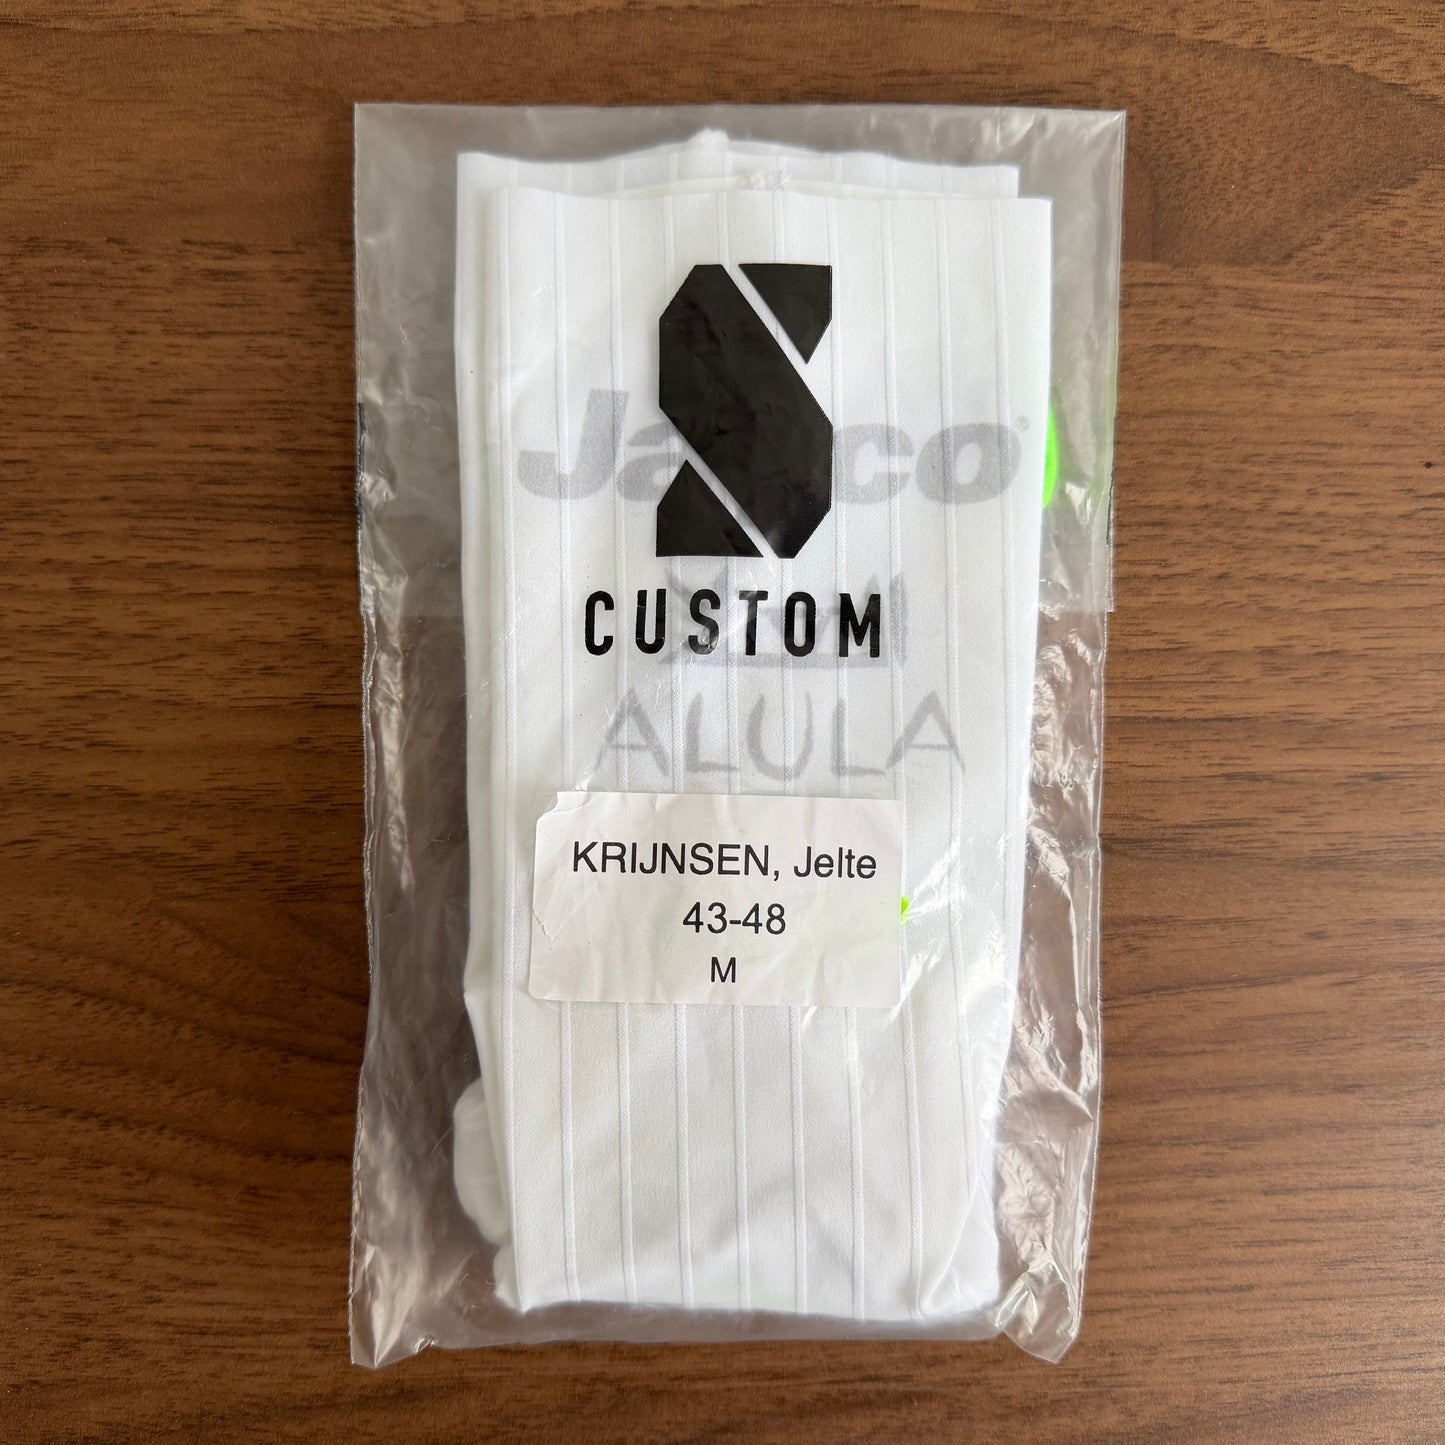 Jayco
S
CUSTOM
ALULA
KRIJNSEN, Jelte
43-48
M